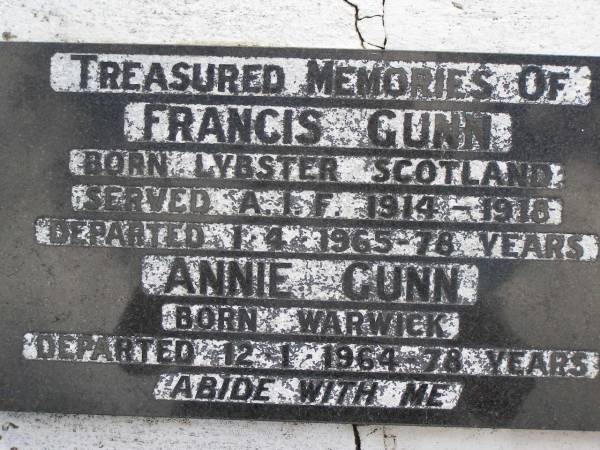 TREASURED MEMORIES OF
FRANCIS GUNN
BORN LYBSTER SCOTLAND
SERVED A.I.F. 1914-1918
DEPARTED 1.4.1965-78 YEARS
ANNIE GUNN
BORN WARWICK
DEPARTED 12.1.1964-78 YEARS
ABIDE WITH ME